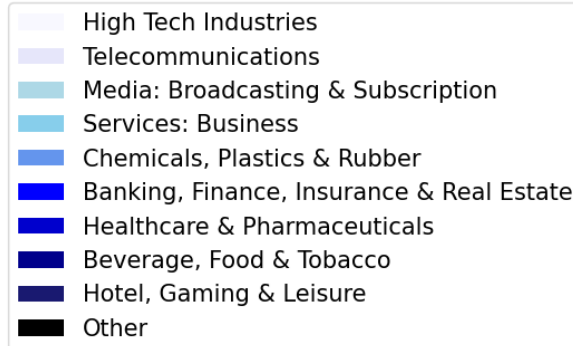 High Tech Industries
Telecommunications
Media: Broadcasting & Subscription
Services: Business
Chemicals, Plastics & Rubber
Banking, Finance, Insurance & Real Estate
Healthcare & Pharmaceuticals
Beverage, Food & Tobacco
Hotel, Gaming & Leisure
Other